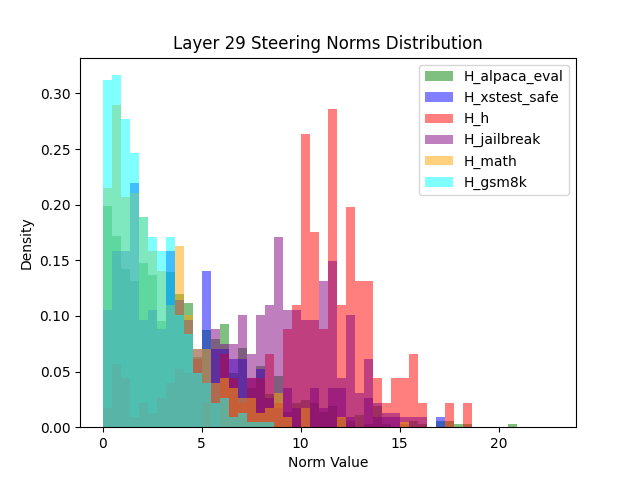 Layer 29 Steering Norms Distribution
H_alpaca_eval
H_xstest_safe
H_h
H_jailbreak
H_math
H_gsm8k
0.30
0.25
0.20
0.15
0.10
0.05
0.00
Density
0 5 10 15 20
Norm Value